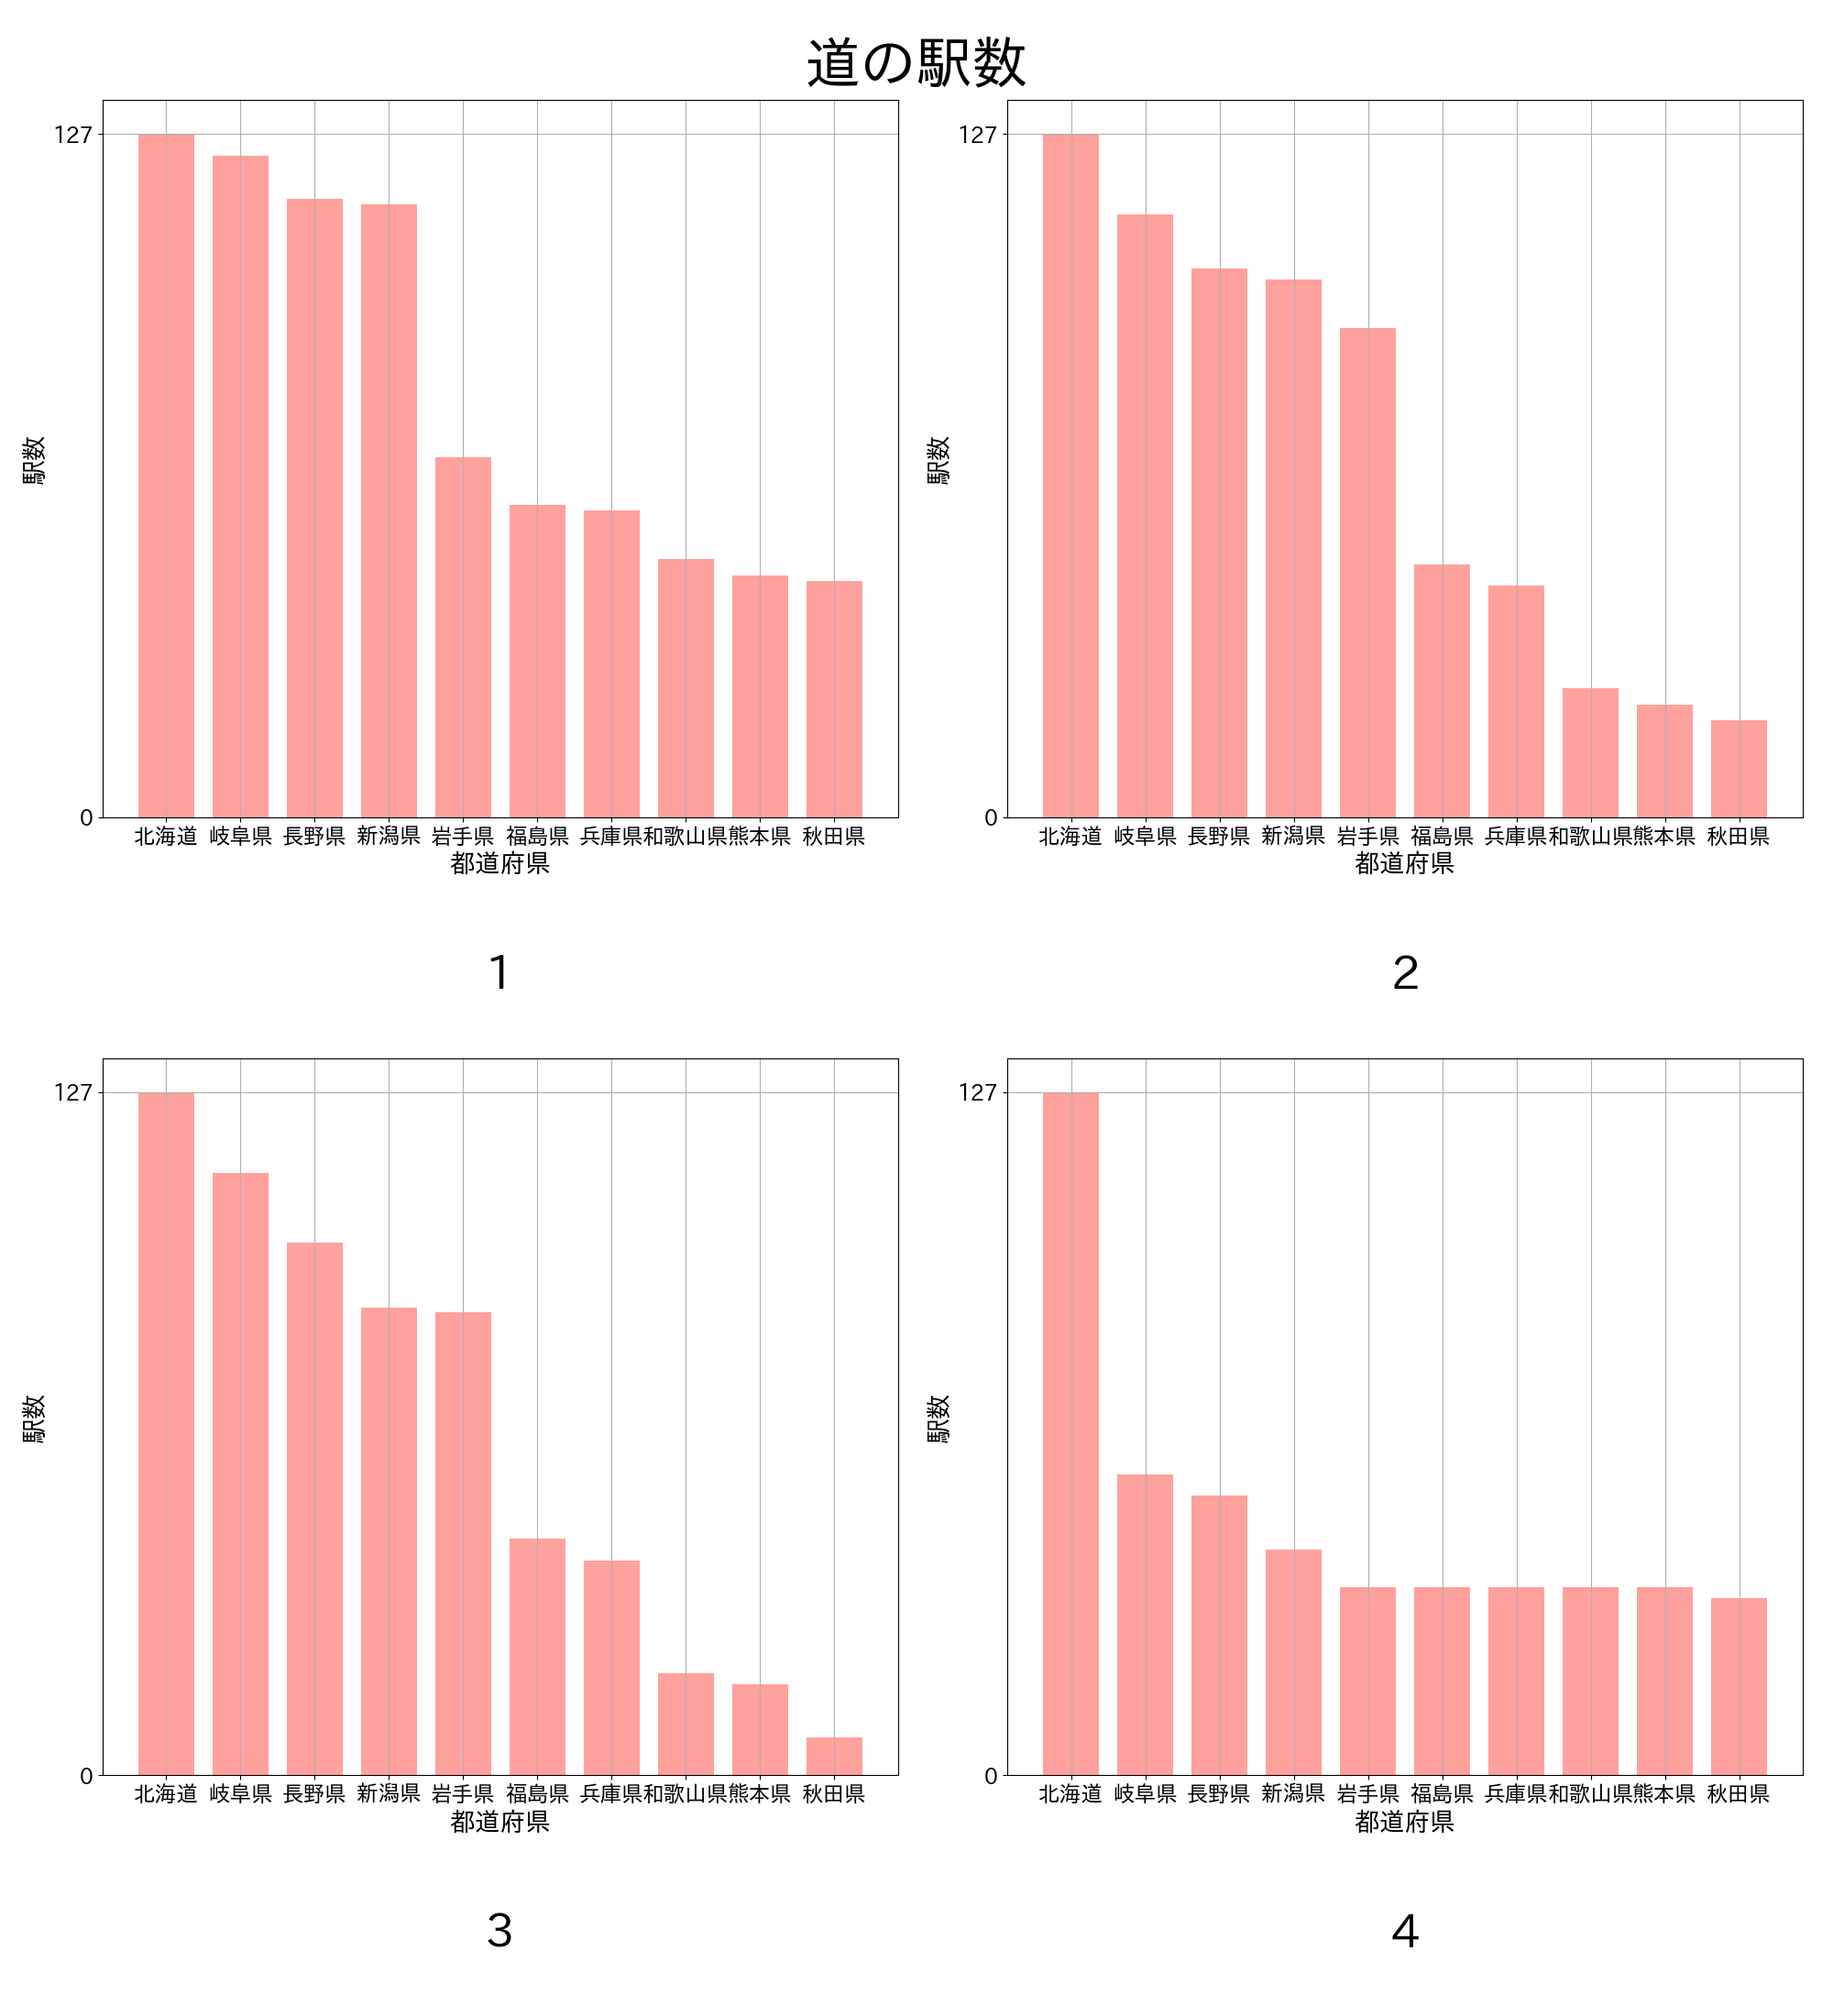 道の駅数
127
0
駅数
北海道 岐阜県 長野県 新潟県 岩手県 福島県 兵庫県 和歌山県 熊本県 秋田県
都道府県
1
127
0
駅数
北海道 岐阜県 長野県 新潟県 岩手県 福島県 兵庫県 和歌山県 熊本県 秋田県
都道府県
2
127
0
駅数
北海道 岐阜県 長野県 新潟県 岩手県 福島県 兵庫県 和歌山県 熊本県 秋田県
都道府県
3
127
0
駅数
北海道 岐阜県 長野県 新潟県 岩手県 福島県 兵庫県 和歌山県 熊本県 秋田県
都道府県
4